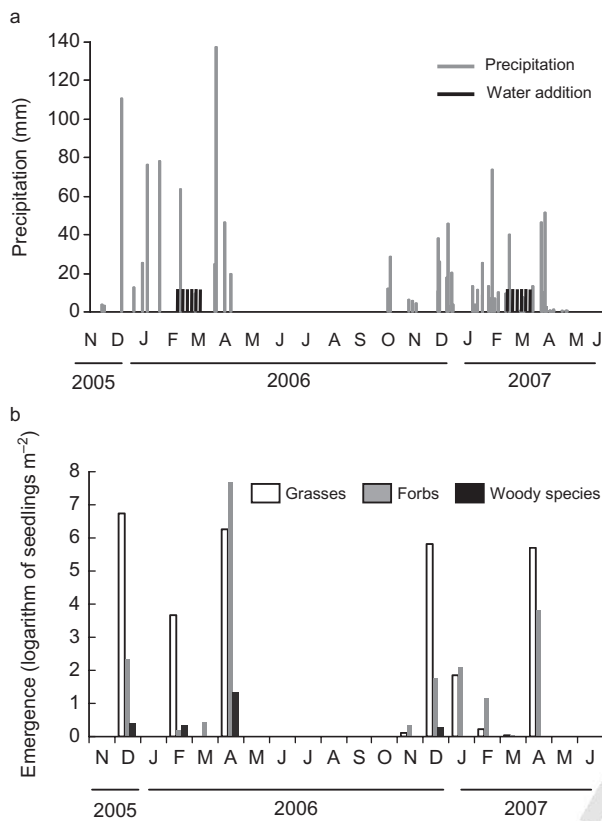 a
140
120
100
80
60
40
20
0
Precipitation (mm)
Precipitation
Water addition
N D J F M A M J J A S O N D J F M A M J
2005 2006 2007
b
8
7
6
5
4
3
2
1
0
Emergence (logarithm of seedlings m−2)
Grasses Forbs Woody species
N D J F M A M J J A S O N D J F M A M J
2005 2006 2007